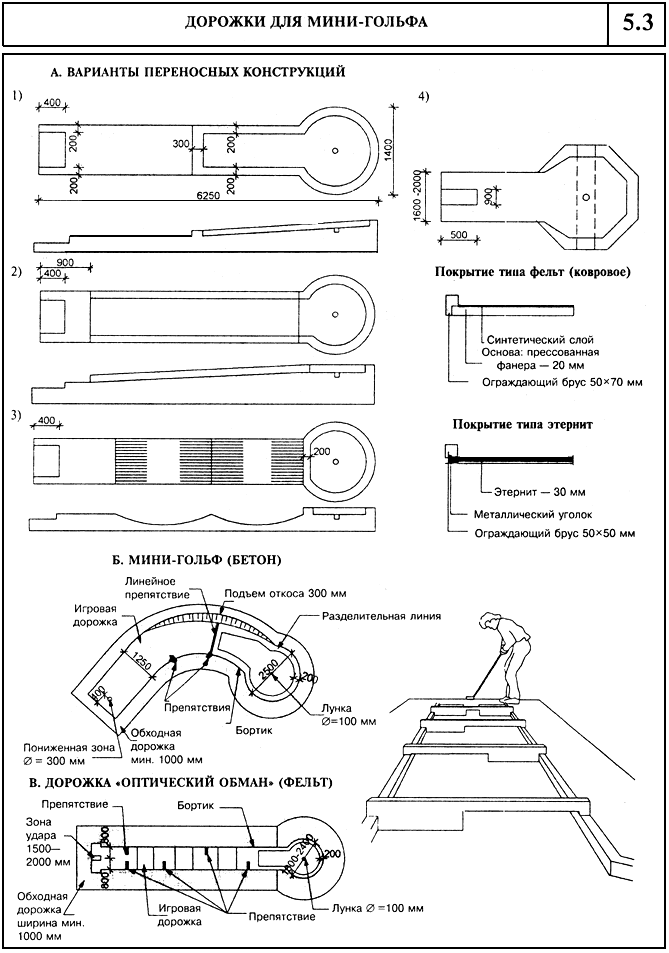 ДОРОЖКИ ДЛЯ МИНИ-ГОЛЬФА
5.3
А. ВАРИАНТЫ ПЕРЕНОСНЫХ КОНСТРУКЦИЙ
1)
400
200
200
300
200
200
1400
6250
4)
1600-2000
900
500
2)
900
400
Покрытие типа фельт (ковровое)
Синтетический слой
Основа: прессованная
фанера — 20 мм
Ограждающий брус 50×70 мм
3)
400
200
Покрытие типа этернит
Этернит — 30 мм
Металлический уголок
Ограждающий брус 50×50 мм
Б. МИНИ-ГОЛЬФ (БЕТОН)
Линейное
препятствие
Подъем откоса 300 мм
Игровая
дорожка
Разделительная линия
1250
2500
200
400
Препятствия
Лунка
∅=100 мм
Бортик
Обходная
дорожка
мин. 1000 мм
Пониженная зона
∅ = 300 мм
В. ДОРОЖКА «ОПТИЧЕСКИЙ ОБМАН» (ФЕЛЬТ)
Препятствие
Бортик
Зона
удара
1500—
2000 мм
800
800
200
Обходная
дорожка
ширина мин.
1000 мм
Игровая
дорожка
Препятствие
Лунка ∅ =100 мм